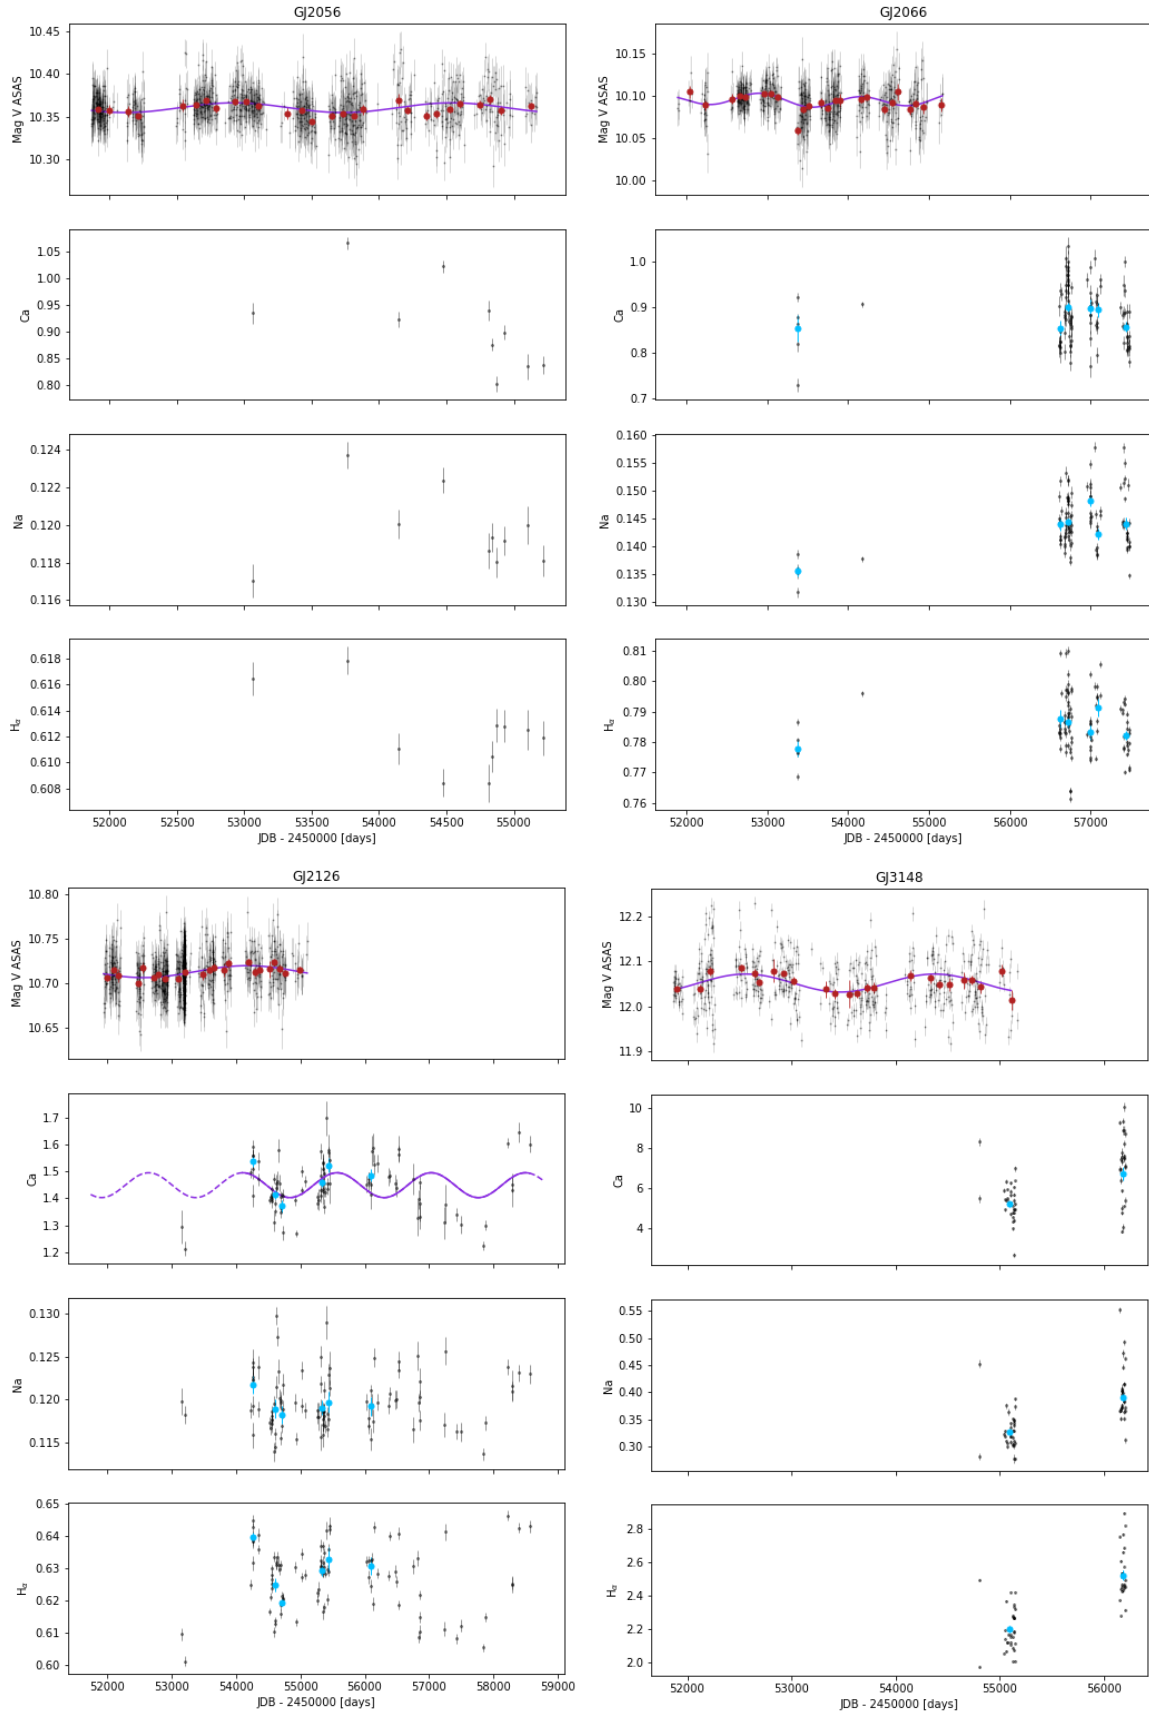 GJ2056
10.45
10.40
10.35
10.30
Mag V ASAS
1.05
1.00
0.95
0.90
0.85
0.80
Ca
0.124
0.122
0.120
0.118
0.116
Na
0.618
0.616
0.614
0.612
0.610
0.608
Hα
52000 52500 53000 53500 54000 54500 55000
JDB - 2450000 [days]
GJ2066
10.15
10.10
10.05
10.00
Mag V ASAS
1.0
0.9
0.8
0.7
Ca
0.160
0.155
0.150
0.145
0.140
0.135
0.130
Na
0.81
0.80
0.79
0.78
0.77
0.76
Hα
52000 53000 54000 55000 56000 57000
JDB - 2450000 [days]
GJ2126
10.80
10.75
10.70
10.65
Mag V ASAS
1.7
1.6
1.5
1.4
1.3
1.2
Ca
0.130
0.125
0.120
0.115
Na
0.65
0.64
0.63
0.62
0.61
0.60
Hα
52000 53000 54000 55000 56000 57000 58000 59000
JDB - 2450000 [days]
GJ3148
12.2
12.1
12.0
11.9
Mag V ASAS
10
8
6
4
Ca
0.55
0.50
0.45
0.40
0.35
0.30
Na
2.8
2.6
2.4
2.2
2.0
Hα
52000 53000 54000 55000 56000
JDB - 2450000 [days]